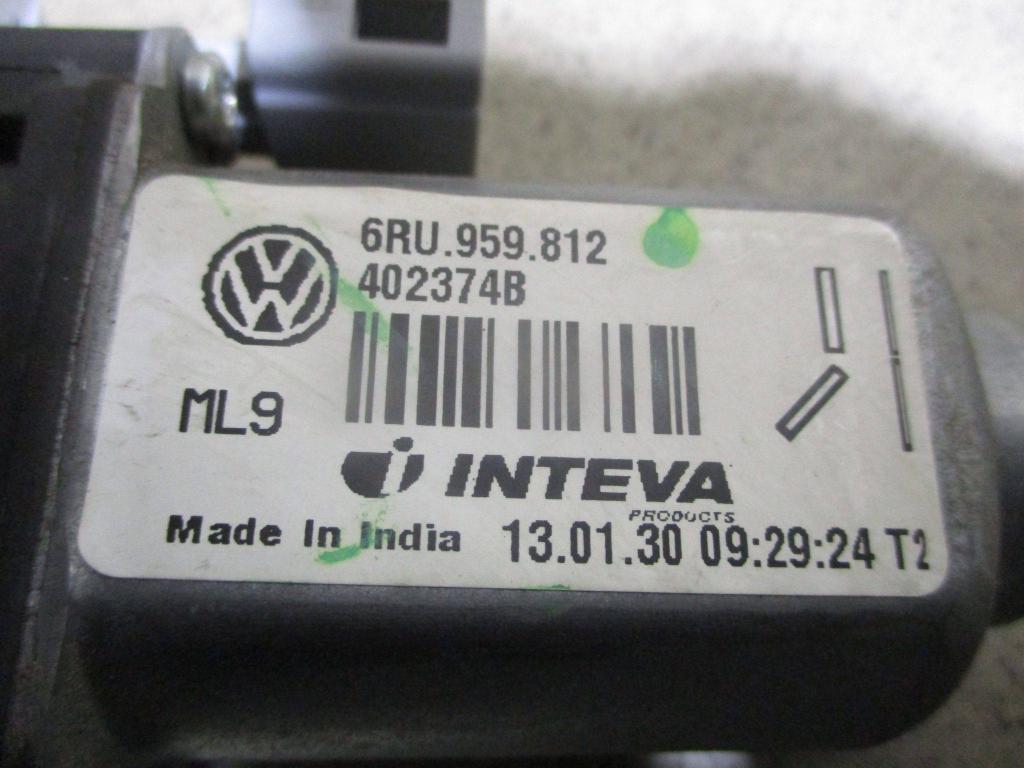 6RU.959.812
402374B
ML9
INTEVA
PRODUCTS
Made In India 13.01.30 09:29:24 T2